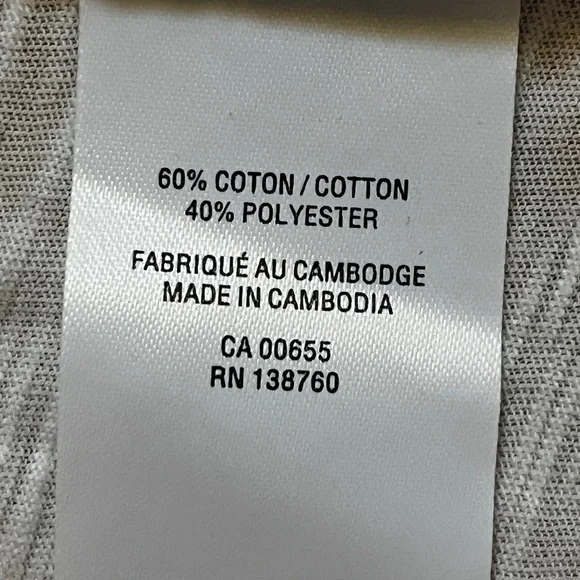 60% COTON / COTTON
40% POLYESTER
FABRIQUÉ AU CAMBODGE
MADE IN CAMBODIA
CA 00655
RN 138760